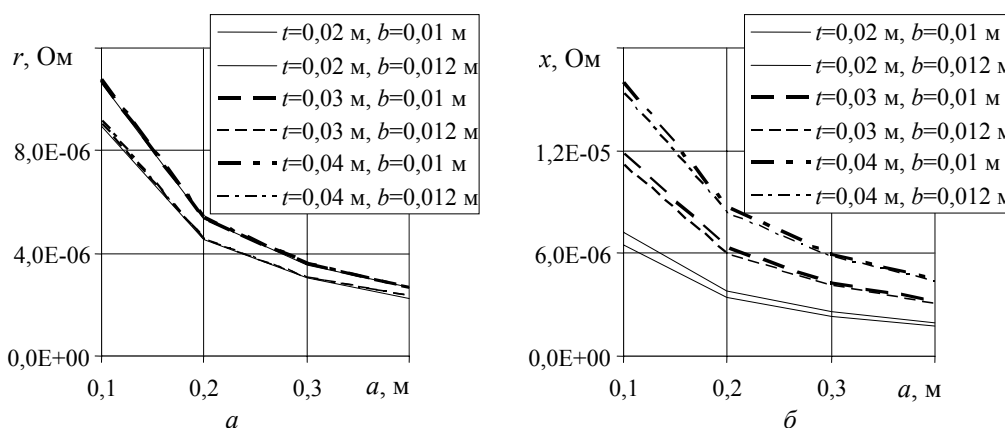 r, Ом
t=0,02 м, b=0,01 м
t=0,02 м, b=0,012 м
t=0,03 м, b=0,01 м
t=0,03 м, b=0,012 м
t=0,04 м, b=0,01 м
t=0,04 м, b=0,012 м
8,0E-06
4,0E-06
0,0E+00
0,1
0,2
0,3
a, м
а
x, Ом
t=0,02 м, b=0,01 м
t=0,02 м, b=0,012 м
t=0,03 м, b=0,01 м
t=0,03 м, b=0,012 м
t=0,04 м, b=0,01 м
t=0,04 м, b=0,012 м
1,2E-05
6,0E-06
0,0E+00
0,1
0,2
0,3
a, м
б